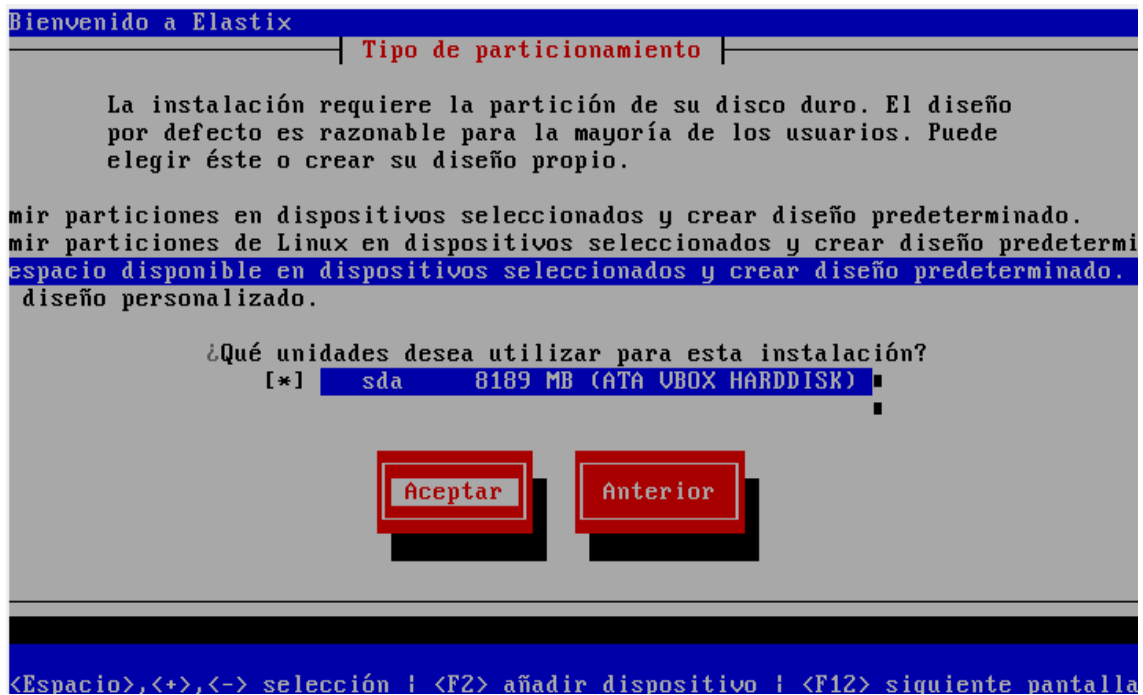 Bienvenido a Elastix
Tipo de particionamiento
La instalación requiere la partición de su disco duro. El diseño
por defecto es razonable para la mayoría de los usuarios. Puede
elegir éste o crear su diseño propio.
mir particiones en dispositivos seleccionados y crear diseño predeterminado.
mir particiones de Linux en dispositivos seleccionados y crear diseño predetermi
espacio disponible en dispositivos seleccionados y crear diseño predeterminado.
diseño personalizado.
¿Qué unidades desea utilizar para esta instalación?
[*] sda 8189 MB (ATA VBOX HARDDISK)
Aceptar Anterior
<Espacio>,<+>,<-> selección | <F2> añadir dispositivo | <F12> siguiente pantalla